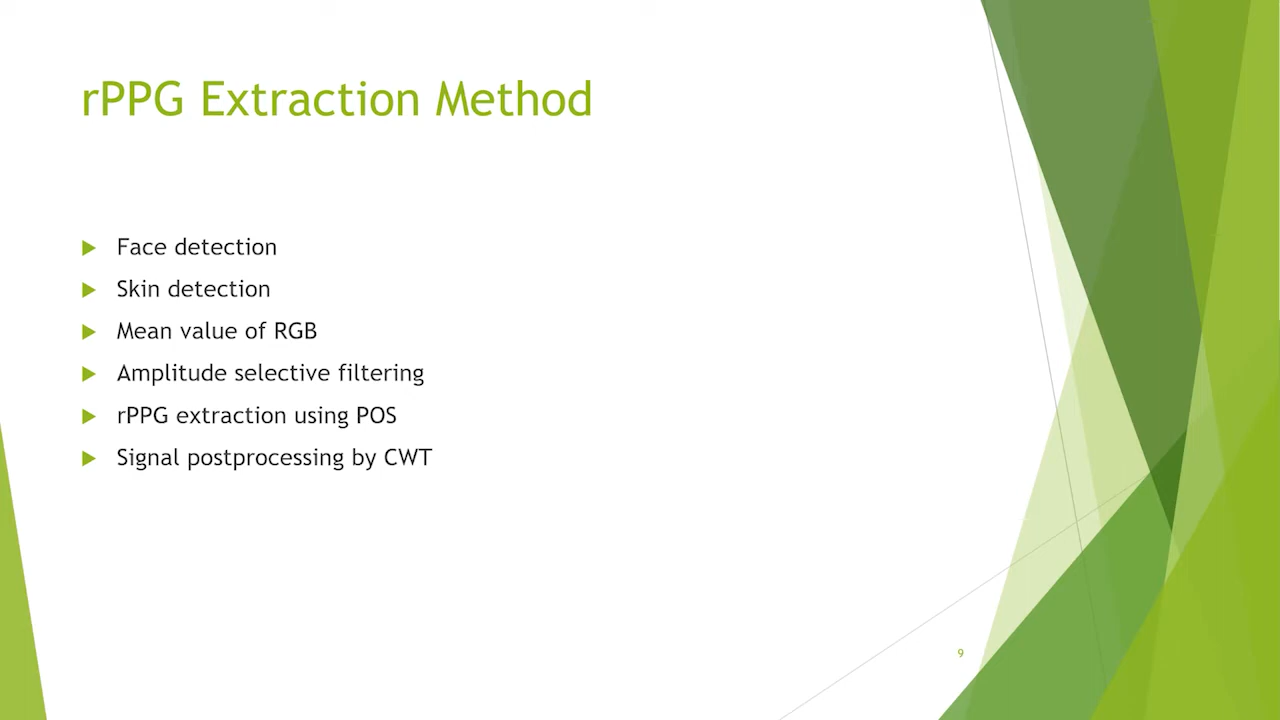 rPPG Extraction Method
Face detection
Skin detection
Mean value of RGB
Amplitude selective filtering
rPPG extraction using POS
Signal postprocessing by CWT
9